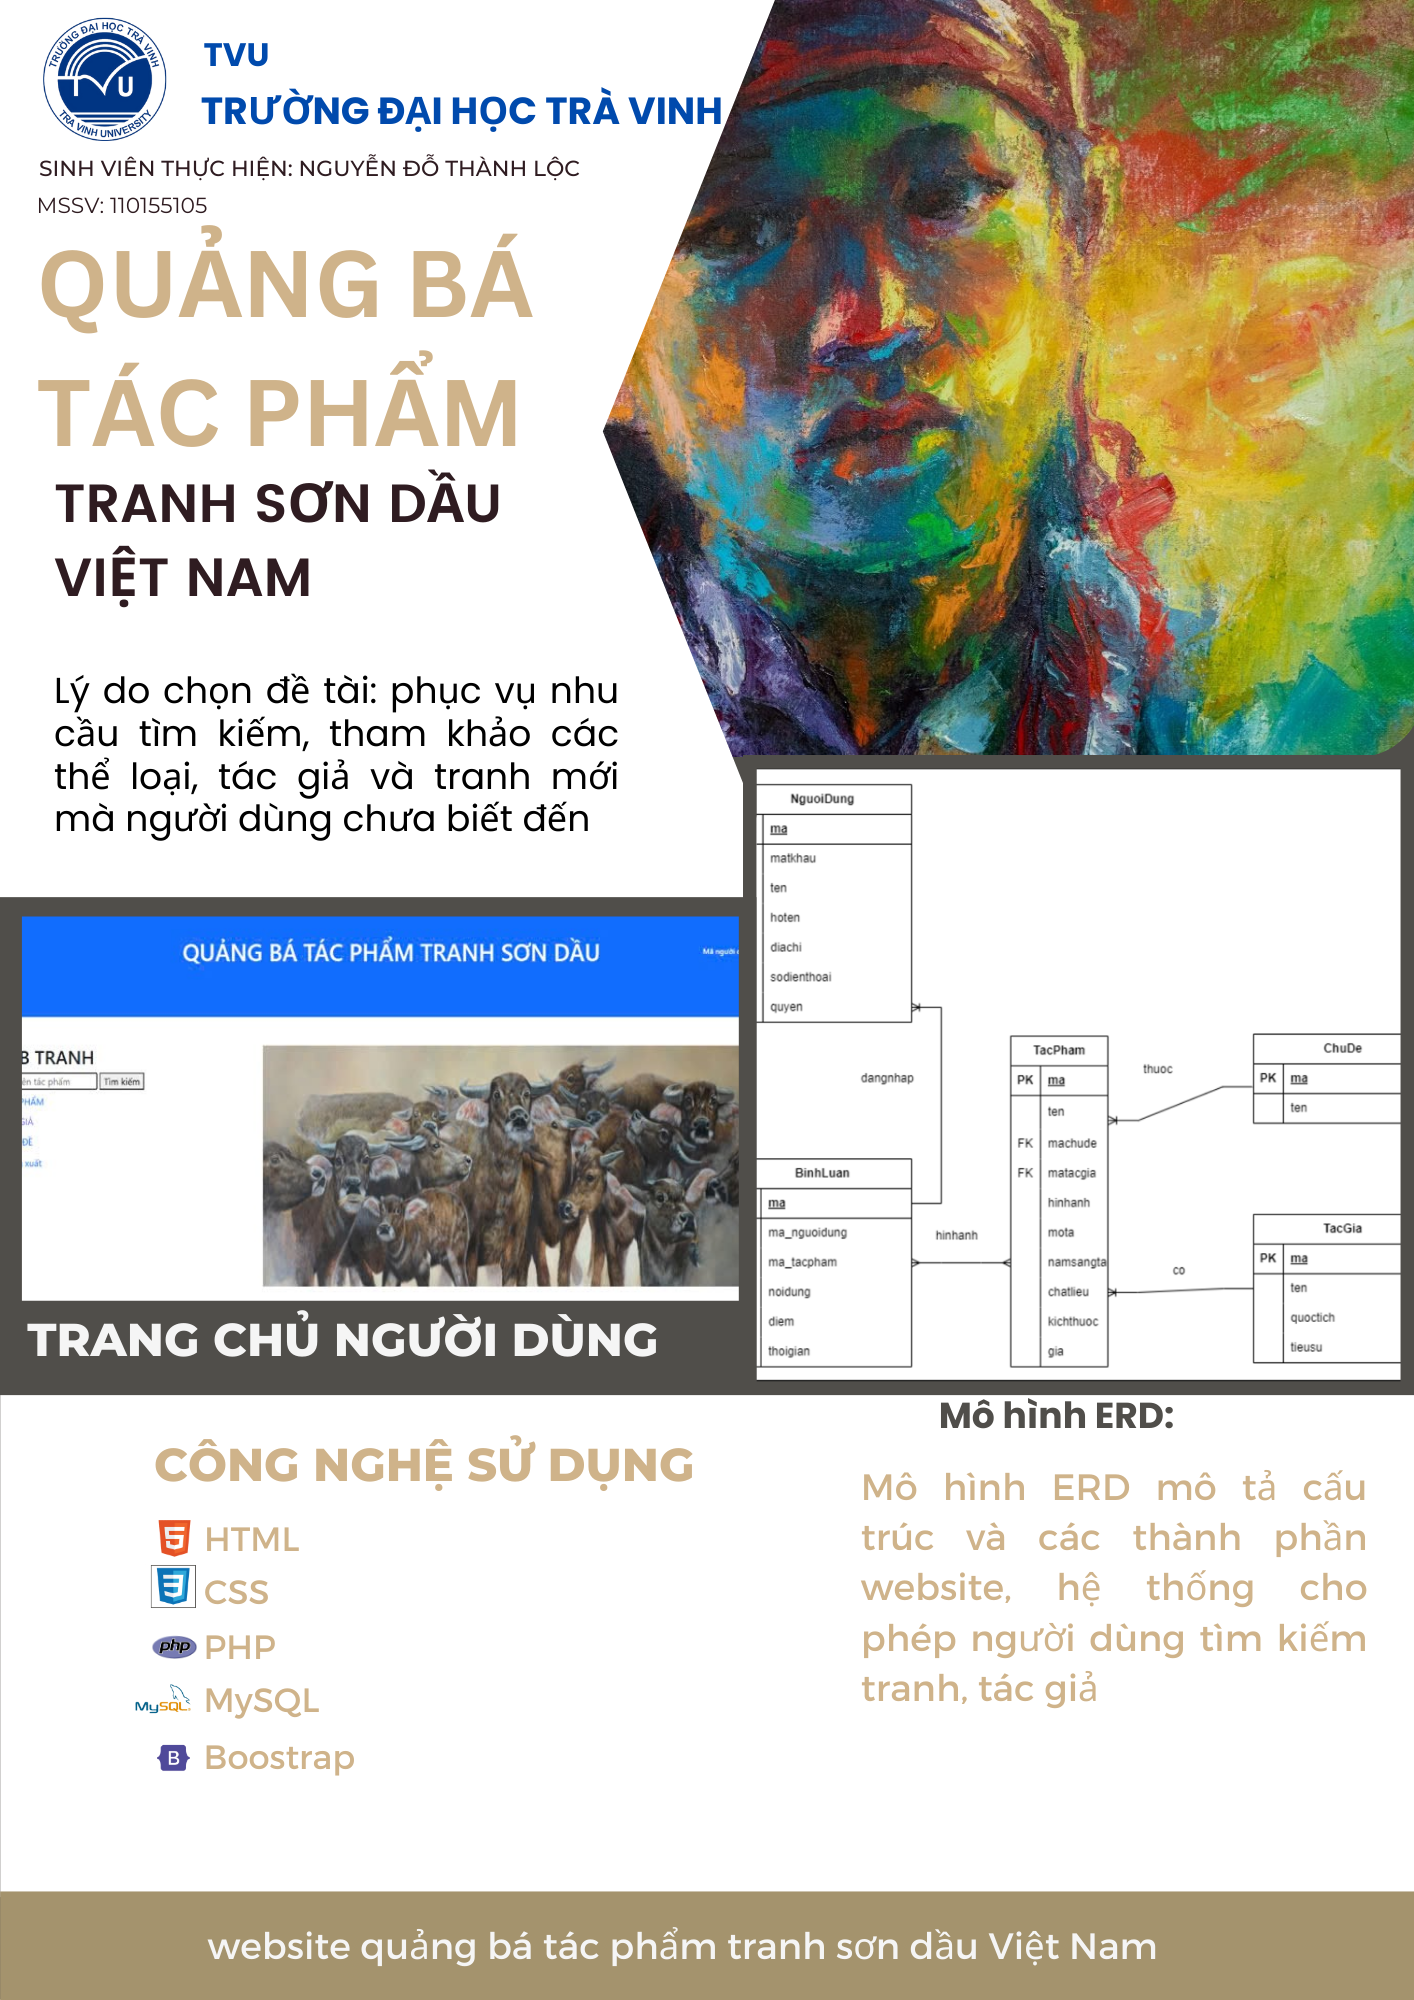 TRƯỜNG ĐẠI HỌC TRÀ VINH
TVU
TRA VINH UNIVERSITY
TVU
TRƯỜNG ĐẠI HỌC TRÀ VINH
SINH VIÊN THỰC HIỆN: NGUYỄN ĐỖ THÀNH LỘC
MSSV: 110155105
QUẢNG BÁ
TÁC PHẨM
TRANH SƠN DẦU
VIỆT NAM
Lý do chọn đề tài: phục vụ nhu
cầu tìm kiếm, tham khảo các
thể loại, tác giả và tranh mới
mà người dùng chưa biết đến
QUẢNG BÁ TÁC PHẨM TRANH SƠN DẦU
Mã người
TRANH
tác phẩm
Tìm kiếm
ĐỀ
xuất
TRANG CHỦ NGƯỜI DÙNG
NguoiDung
ma
matkhau
ten
hoten
diachi
sodienthoai
quyen
dangnhap
BinhLuan
ma
ma_nguoidung
ma_tacpham
noidung
diem
thoigian
hinhanh
TacPham
PK ma
ten
FK machude
FK matacgia
hinhanh
mota
namsangta
chatlieu
kichthuoc
gia
thuoc
ChuDe
PK ma
ten
co
TacGia
PK ma
ten
quoctich
tieusu
CÔNG NGHỆ SỬ DỤNG
HTML
CSS
php PHP
MySQL MySQL
B Boostrap
Mô hình ERD:
Mô hình ERD mô tả cấu
trúc và các thành phần
website, hệ thống cho
phép người dùng tìm kiếm
tranh, tác giả
website quảng bá tác phẩm tranh sơn dầu Việt Nam